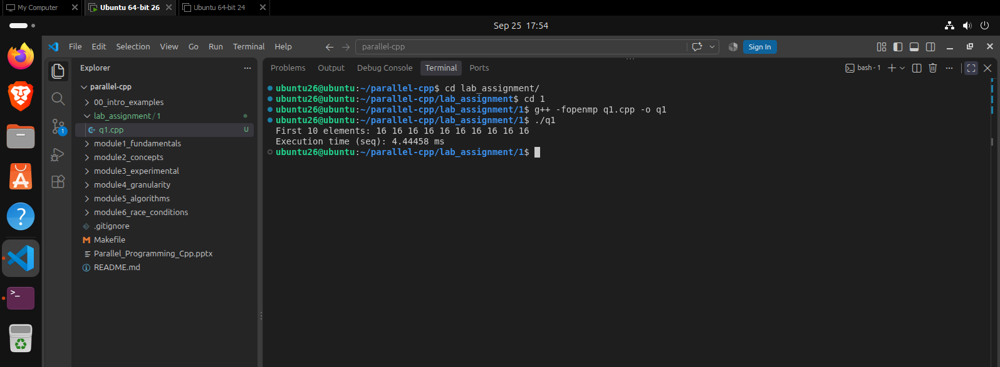 My Computer
Ubuntu 64-bit 26
Ubuntu 64-bit 24
Sep 25 17:54
File Edit Selection View Go Run Terminal Help
parallel-cpp
Sign In
Explorer
Problems Output Debug Console Terminal Ports
bash - 1
parallel-cpp
00_intro_examples
lab_assignment / 1
q1.cpp U
module1_fundamentals
module2_concepts
module3_experimental
module4_granularity
module5_algorithms
module6_race_conditions
.gitignore
Makefile
Parallel_Programming_Cpp.pptx
README.md
1
ubuntu26@ubuntu:~/parallel-cpp$ cd lab_assignment/
ubuntu26@ubuntu:~/parallel-cpp/lab_assignment$ cd 1
ubuntu26@ubuntu:~/parallel-cpp/lab_assignment/1$ g++ -fopenmp q1.cpp -o q1
ubuntu26@ubuntu:~/parallel-cpp/lab_assignment/1$ ./q1
First 10 elements: 16 16 16 16 16 16 16 16 16 16
Execution time (seq): 4.44458 ms
ubuntu26@ubuntu:~/parallel-cpp/lab_assignment/1$